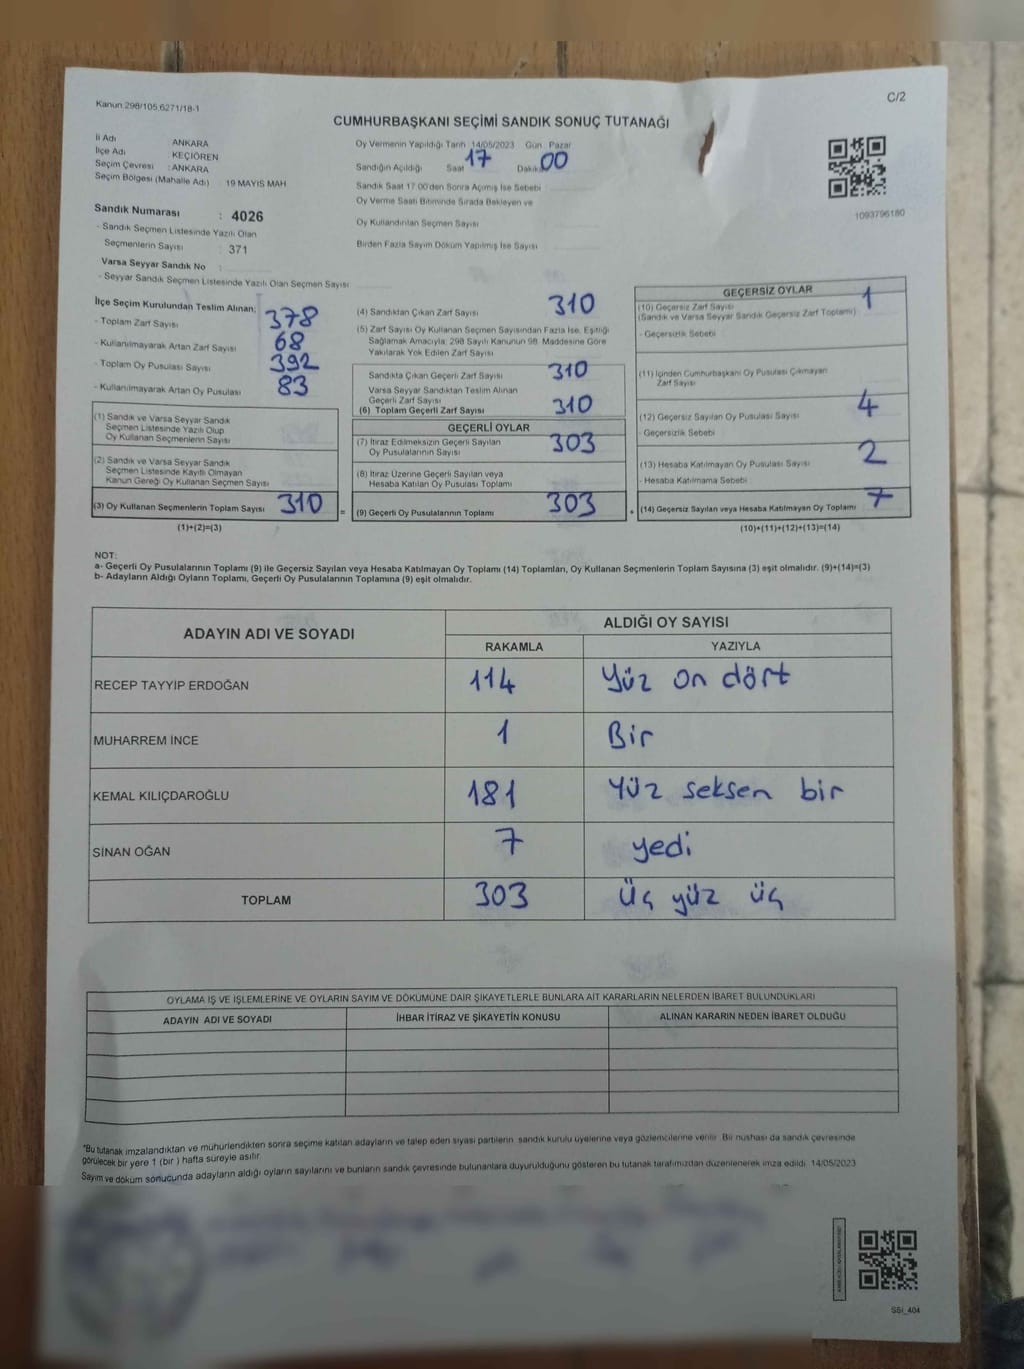 Kanun 298/105,6271/18-1
C/2
CUMHURBAŞKANI SEÇİMİ SANDIK SONUÇ TUTANAĞI
İl Adı : ANKARA
İlçe Adı : KEÇİÖREN
Seçim Çevresi : ANKARA
Seçim Bölgesi (Mahalle Adı) : 19 MAYIS MAH
Sandık Numarası : 4026
- Sandık Seçmen Listesinde Yazılı Olan
Seçmenlerin Sayısı : 371
Varsa Seyyar Sandık No :
- Seyyar Sandık Seçmen Listesinde Yazılı Olan Seçmen Sayısı
Oy Vermenin Yapıldığı Tarih 14/05/2023 Gün Pazar
Sandığın Açıldığı Saat 17 Dakika 00
Sandık Saat 17.00'den Sonra Açılmış İse Sebebi
Oy Verme Saati Bitiminde Sırada Bekleyen ve
Oy Kullandırılan Seçmen Sayısı
Birden Fazla Sayım Döküm Yapılmış İse Sayısı
1093796180
İlçe Seçim Kurulundan Teslim Alınan;
- Toplam Zarf Sayısı 378
- Kullanılmayarak Artan Zarf Sayısı 68
- Toplam Oy Pusulası Sayısı 392
- Kullanılmayarak Artan Oy Pusulası 83
(1) Sandık ve Varsa Seyyar Sandık
Seçmen Listesinde Yazılı Olup
Oy Kullanan Seçmenlerin Sayısı
(2) Sandık ve Varsa Seyyar Sandık
Seçmen Listesinde Kayıtlı Olmayan
Kanun Gereği Oy Kullanan Seçmen Sayısı
(3) Oy Kullanan Seçmenlerin Toplam Sayısı 310 =
(1)+(2)=(3)
(4) Sandıktan Çıkan Zarf Sayısı 310
(5) Zarf Sayısı Oy Kullanan Seçmen Sayısından Fazla İse, Eşitliği
Sağlamak Amacıyla; 298 Sayılı Kanunun 98. Maddesine Göre
Yakılarak Yok Edilen Zarf Sayısı
Sandıkta Çıkan Geçerli Zarf Sayısı 310
Varsa Seyyar Sandıktan Teslim Alınan
Geçerli Zarf Sayısı
(6) Toplam Geçerli Zarf Sayısı 310
GEÇERLİ OYLAR
(7) İtiraz Edilmeksizin Geçerli Sayılan
Oy Pusulalarının Sayısı 303
(8) İtiraz Üzerine Geçerli Sayılan veya
Hesaba Katılan Oy Pusulası Toplamı
(9) Geçerli Oy Pusulalarının Toplamı 303 +
GEÇERSİZ OYLAR
(10) Geçersiz Zarf Sayısı 1
(Sandık ve Varsa Seyyar Sandık Geçersiz Zarf Toplamı)
- Geçersizlik Sebebi
(11) İçinden Cumhurbaşkanı Oy Pusulası Çıkmayan
Zarf Sayısı
(12) Geçersiz Sayılan Oy Pusulası Sayısı 4
- Geçersizlik Sebebi
(13) Hesaba Katılmayan Oy Pusulası Sayısı 2
- Hesaba Katılmama Sebebi
(14) Geçersiz Sayılan veya Hesaba Katılmayan Oy Toplamı 7
(10)+(11)+(12)+(13)=(14)
NOT:
a- Geçerli Oy Pusulalarının Toplamı (9) ile Geçersiz Sayılan veya Hesaba Katılmayan Oy Toplamı (14) Toplamları, Oy Kullanan Seçmenlerin Toplam Sayısına (3) eşit olmalıdır. (9)+(14)=(3)
b- Adayların Aldığı Oyların Toplamı, Geçerli Oy Pusulalarının Toplamına (9) eşit olmalıdır.
ADAYIN ADI VE SOYADI ALDIĞI OY SAYISI
RAKAMLA YAZIYLA
RECEP TAYYİP ERDOĞAN 114 Yüz on dört
MUHARREM İNCE 1 Bir
KEMAL KILIÇDAROĞLU 181 Yüz seksen bir
SİNAN OĞAN 7 yedi
TOPLAM 303 Üç yüz üç
OYLAMA İŞ VE İŞLEMLERİNE VE OYLARIN SAYIM VE DÖKÜMÜNE DAİR ŞİKAYETLERLE BUNLARA AİT KARARLARIN NELERDEN İBARET BULUNDUKLARI
ADAYIN ADI VE SOYADI İHBAR İTİRAZ VE ŞİKAYETİN KONUSU ALINAN KARARIN NEDEN İBARET OLDUĞU
*Bu tutanak imzalandıktan ve mühürlendikten sonra seçime katılan adayların ve talep eden siyasi partilerin sandık kurulu üyelerine veya gözlemcilerine verilir. Bir nüshası da sandık çevresinde
görülecek bir yere 1 (bir ) hafta süreyle asılır.
Sayım ve döküm sonucunda adayların aldığı oyların sayılarını ve bunların sandık çevresinde bulunanlara duyurulduğunu gösteren bu tutanak tarafımızdan düzenlenerek imza edildi. 14/05/2023
SSİ_404